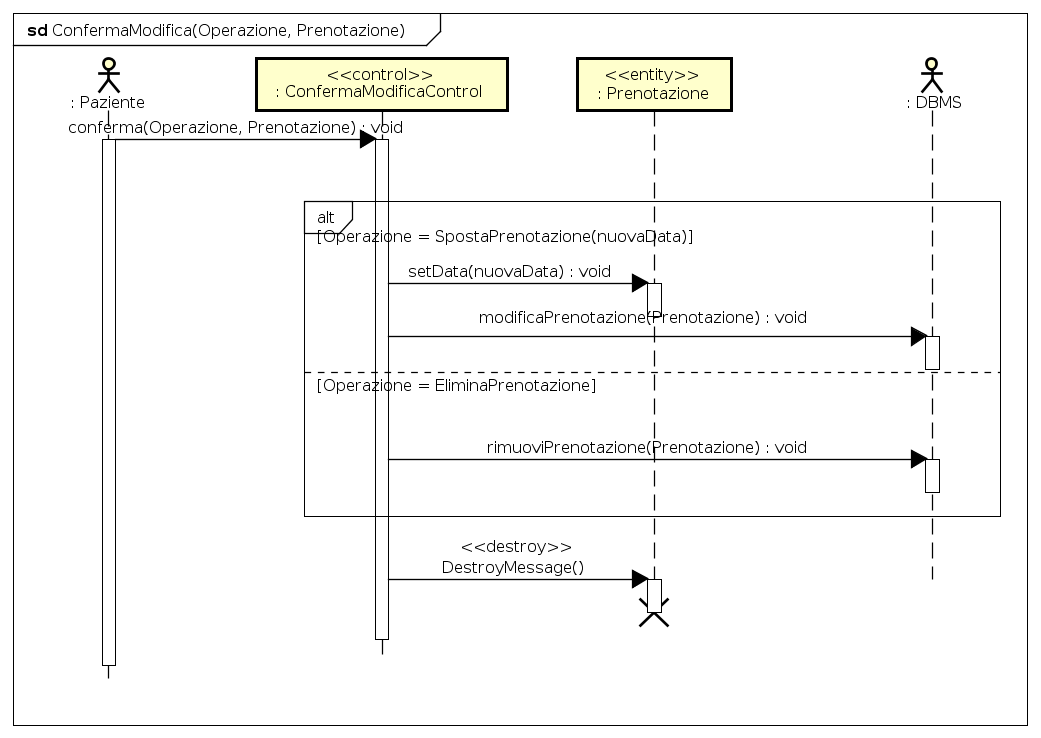 sd ConfermaModifica(Operazione, Prenotazione)
<<control>>
: ConfermaModificaControl
<<entity>>
: Prenotazione
: Paziente
: DBMS
conferma(Operazione, Prenotazione) : void
alt
[Operazione = SpostaPrenotazione(nuovaData)]
setData(nuovaData) : void
modificaPrenotazione(Prenotazione) : void
[Operazione = EliminaPrenotazione]
rimuoviPrenotazione(Prenotazione) : void
<<destroy>>
DestroyMessage()